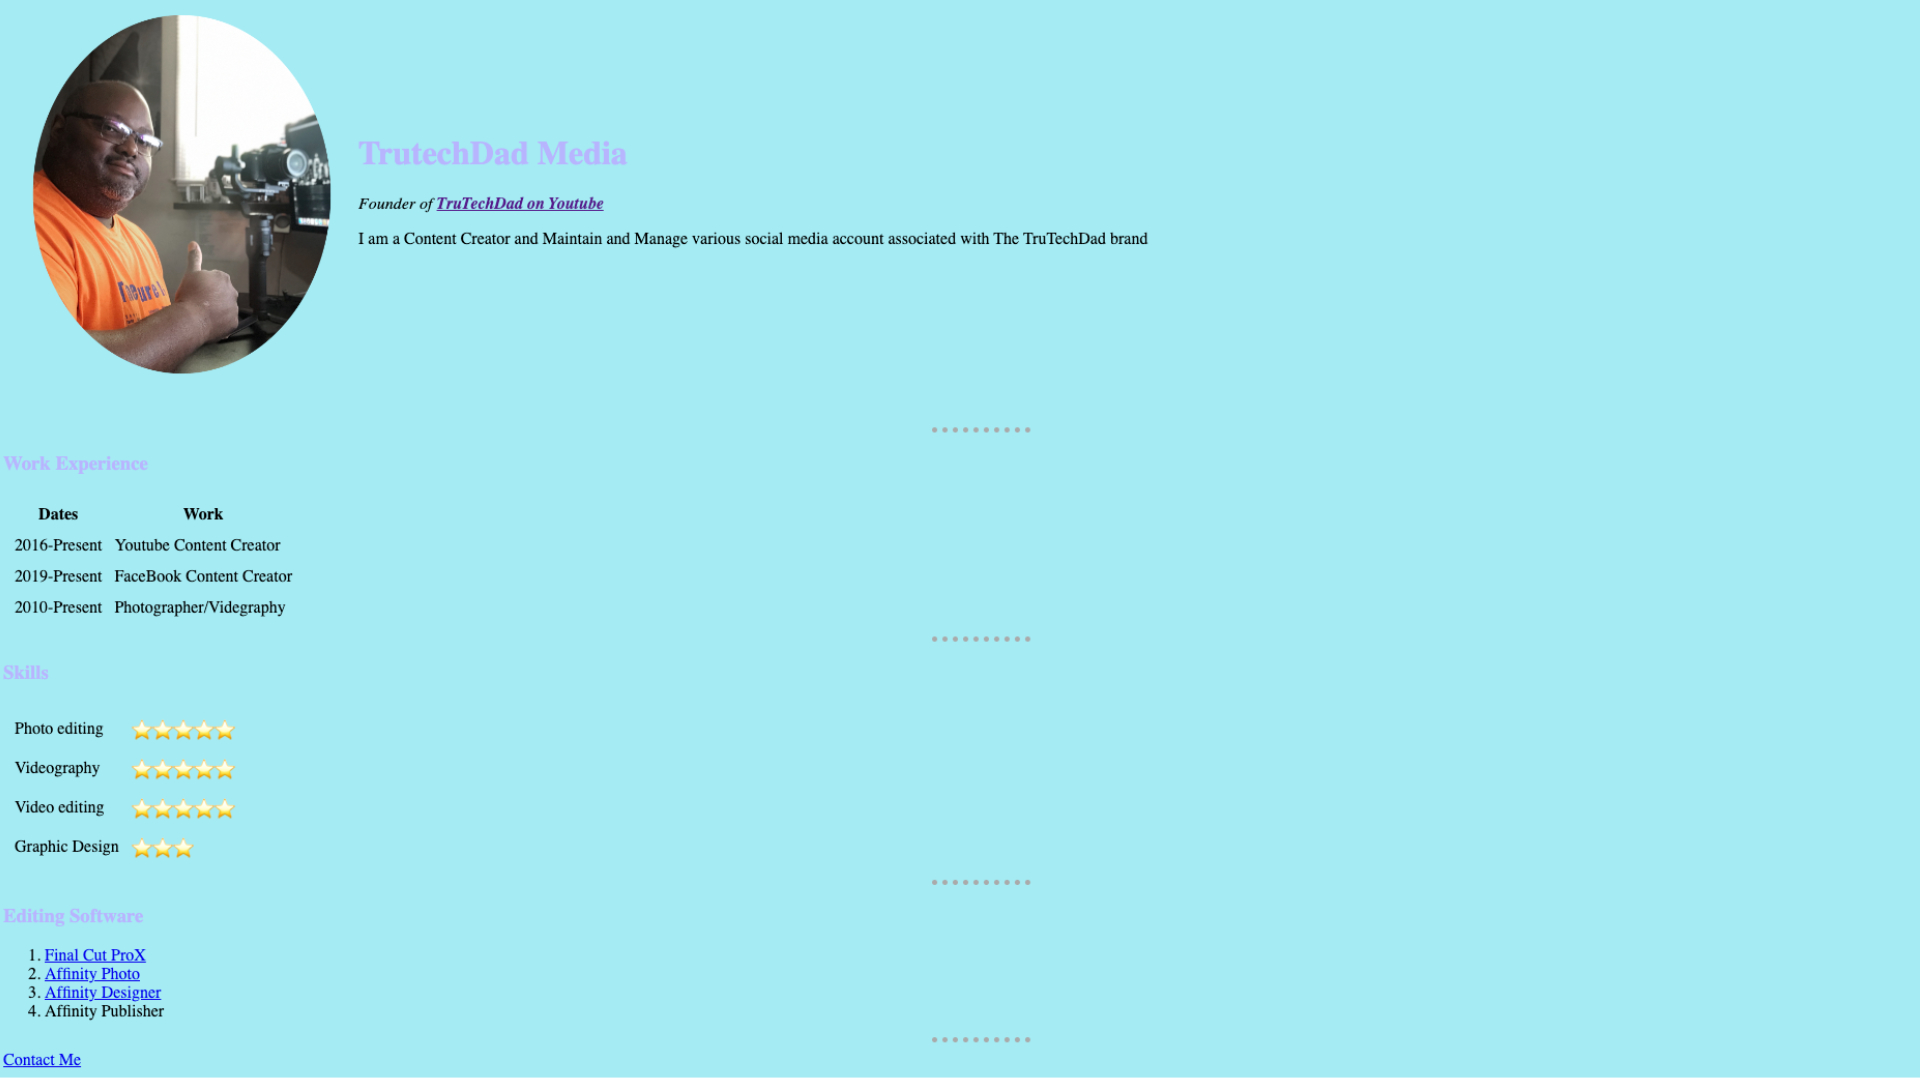 TrutechDad Media
Founder of TruTechDad on Youtube
I am a Content Creator and Maintain and Manage various social media account associated with The TruTechDad brand
Work Experience
Dates Work
2016-Present Youtube Content Creator
2019-Present FaceBook Content Creator
2010-Present Photographer/Videgraphy
Skills
Photo editing ⭐⭐⭐⭐⭐
Videography ⭐⭐⭐⭐⭐
Video editing ⭐⭐⭐⭐⭐
Graphic Design ⭐⭐⭐
Editing Software
1. Final Cut ProX
2. Affinity Photo
3. Affinity Designer
4. Affinity Publisher
Contact Me